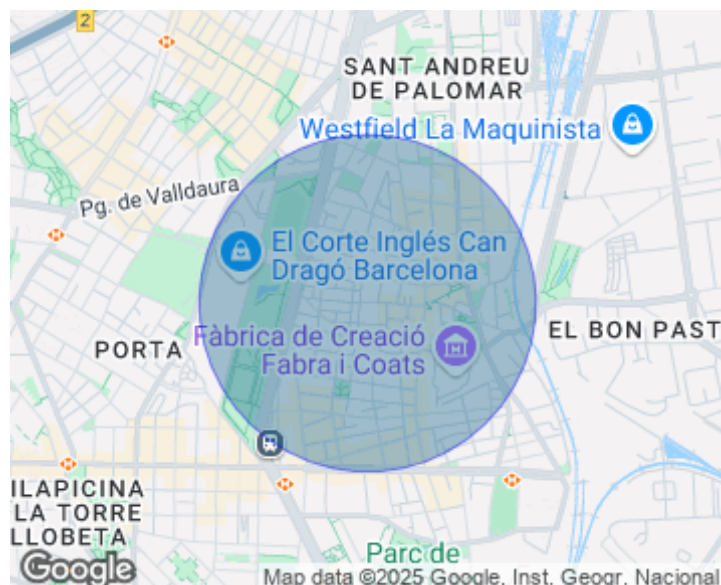 2
SANT ANDREU
DE PALOMAR
Westfield La Maquinista
Pg. de Valldaura
El Corte Inglés Can
Dragó Barcelona
Fàbrica de Creació
Fabra i Coats
PORTA
EL BON PAST
ILAPICINA
LA TORRE
LLOBETA
Parc de
Google
Map data ©2025 Google, Inst. Geogr. Nacional